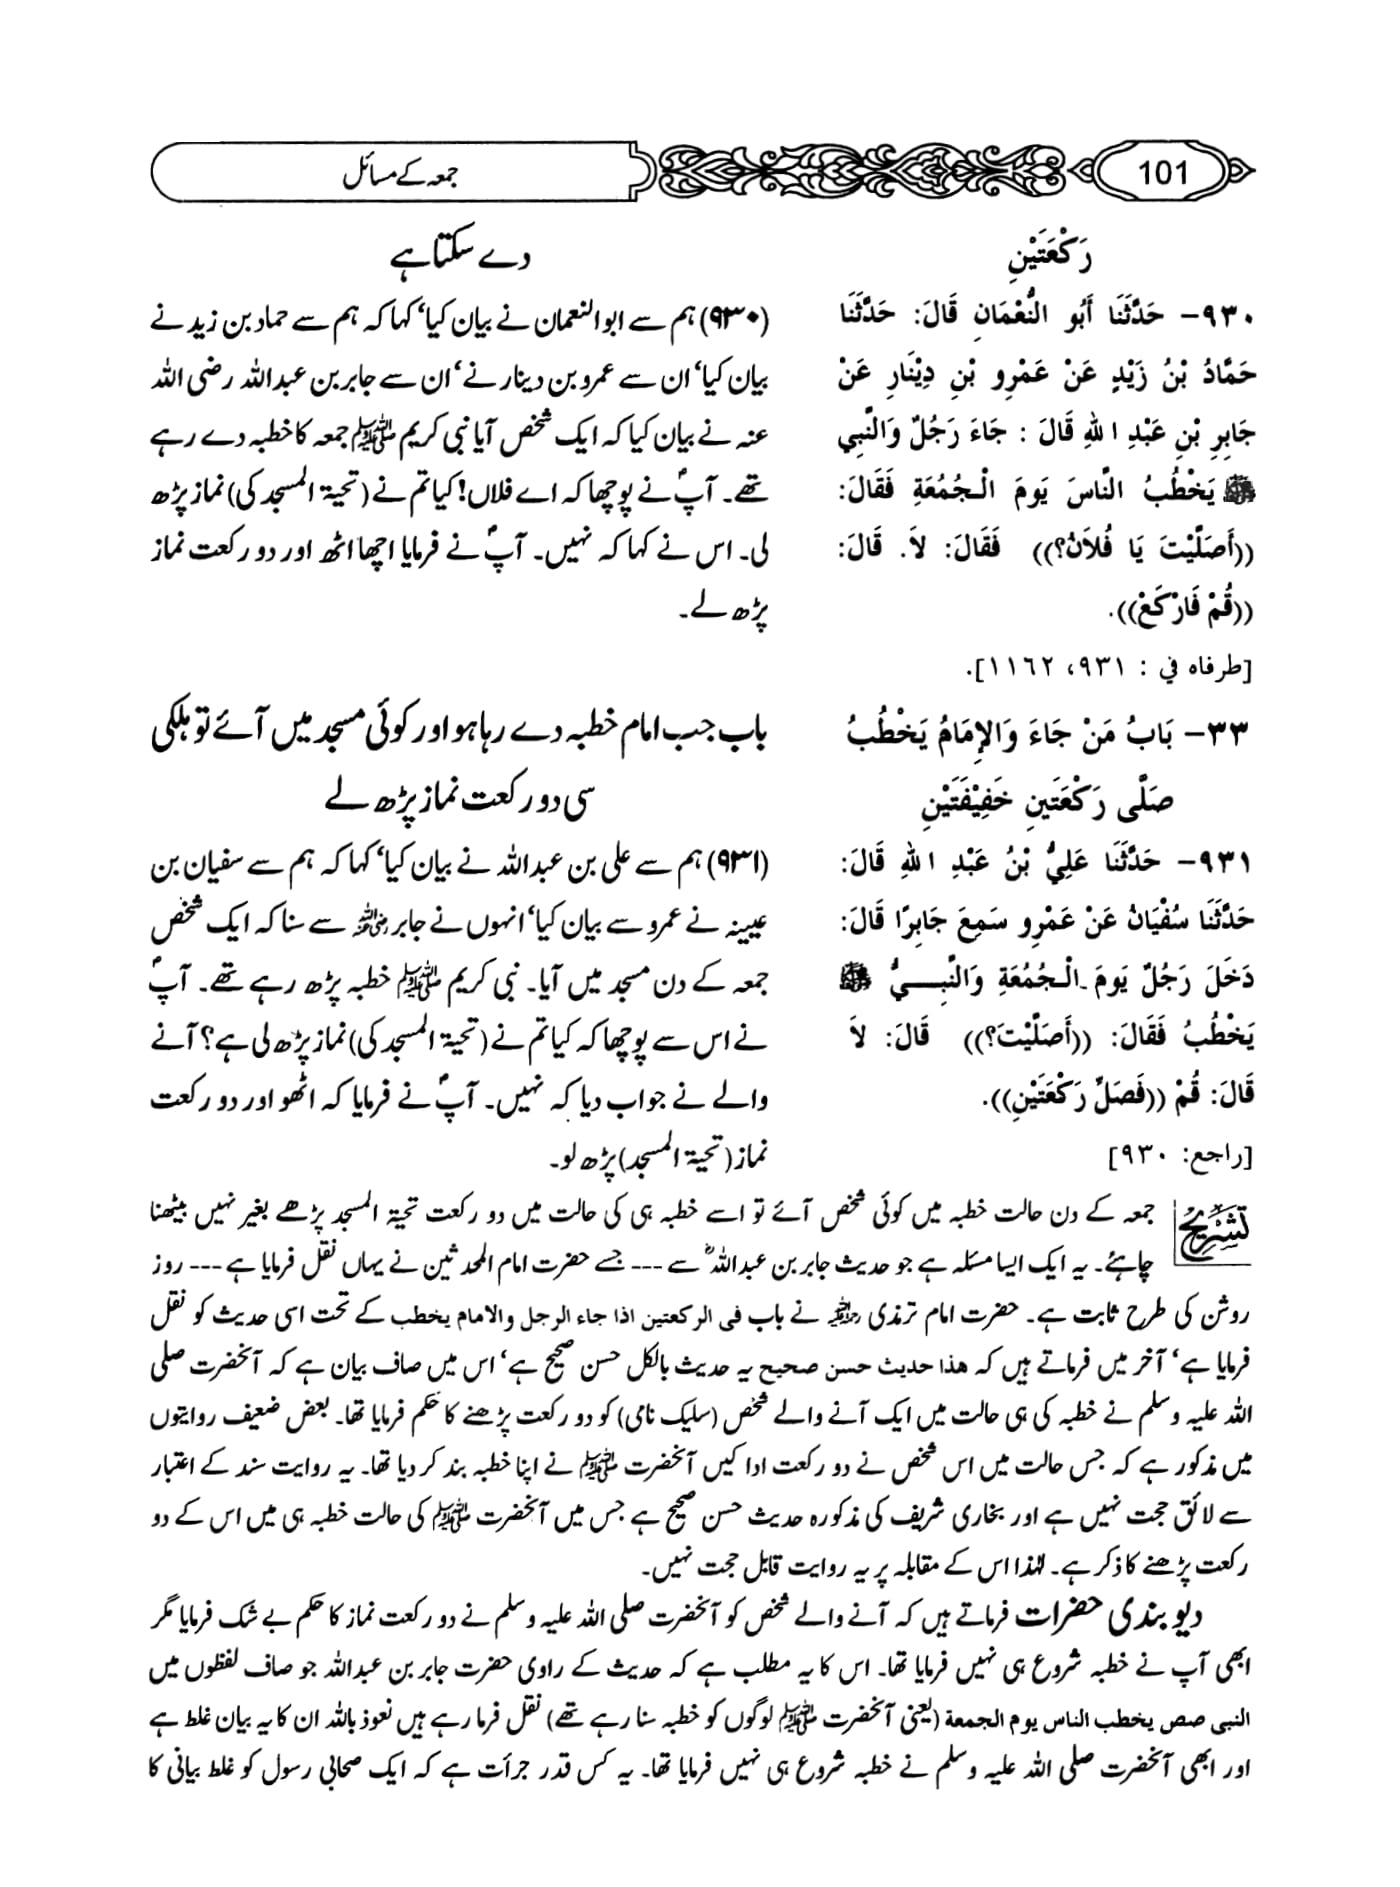 101
جمعہ کے مسائل
رَكْعَتَيْنِ
۹۳۰- حَدَّثَنَا أَبُو النُّعْمَانِ قَالَ: حَدَّثَنَا
حَمَّادُ بْنُ زَيْدٍ عَنْ عَمْرِو بْنِ دِيْنَارِ عَنْ
جَابِرِ بْنِ عَبْدِ اللهِ قَالَ : جَاءَ رَجُلٌ وَالنَّبِي
ﷺ يَخْطُبُ النَّاسَ يَومَ الْـجُمُعَةِ فَقَالَ:
((أَصَلَّيْتَ يَا فُلاَنُ؟)) فَقَالَ: لاَ. قَالَ:
((قُمْ فَارْكَعْ)).
[طرفاه في : ٩٣١، ١١٦٢].
۳۳- بَابُ مَنْ جَاءَ وَالإِمَامُ يَخْطُبُ
صَلَّى رَكْعَتَينِ خَفِيْفَتَيْنِ
۹۳۱- حَدَّثَنَا عَلِيُّ بْنُ عَبْدِ اللهِ قَالَ:
حَدَّثَنَا سُفْيَانُ عَنْ عَمْرٍو سَمِعَ جَابِرًا قَالَ:
دَخَلَ رَجُلٌ يَومَ الْـجُمُعَةِ وَالنَّبِـيُّ ﷺ
يَخْطُبُ فَقَالَ: ((أَصَلَّيْتَ؟)) قَالَ: لاَ
قَالَ: قُمْ ((فَصَلِّ رَكْعَتَيْنِ)).
[راجع: ٩٣٠]
دے سکتا ہے
(۹۳۰) ہم سے ابوالنعمان نے بیان کیا‘ کہا کہ ہم سے حماد بن زید نے
بیان کیا‘ ان سے عمرو بن دینار نے‘ ان سے جابر بن عبداللہ رضی اللہ
عنہ نے بیان کیا کہ ایک شخص آیا نبی کریم ﷺ جمعہ کا خطبہ دے رہے
تھے۔ آپؐ نے پوچھا کہ اے فلاں! کیا تم نے (تحیۃ المسجد کی) نماز پڑھ
لی۔ اس نے کہا کہ نہیں۔ آپؐ نے فرمایا اچھا اٹھ اور دو رکعت نماز
پڑھ لے۔
باب جب امام خطبہ دے رہا ہو اور کوئی مسجد میں آئے تو ہلکی
سی دو رکعت نماز پڑھ لے
(۹۳۱) ہم سے علی بن عبداللہ نے بیان کیا‘ کہا کہ ہم سے سفیان بن
عیینہ نے عمرو سے بیان کیا‘ انہوں نے جابر رضی اللہ عنہ سے سنا کہ ایک شخص
جمعہ کے دن مسجد میں آیا۔ نبی کریم ﷺ خطبہ پڑھ رہے تھے۔ آپؐ
نے اس سے پوچھا کہ کیا تم نے (تحیۃ المسجد کی) نماز پڑھ لی ہے؟ آنے
والے نے جواب دیا کہ نہیں۔ آپؐ نے فرمایا کہ اٹھو اور دو رکعت
نماز (تحیۃ المسجد) پڑھ لو۔
تشریح جمعہ کے دن حالت خطبہ میں کوئی شخص آئے تو اسے خطبہ ہی کی حالت میں دو رکعت تحیۃ المسجد پڑھے بغیر نہیں بیٹھنا
چاہئے۔ یہ ایک ایسا مسئلہ ہے جو حدیث جابر بن عبداللہؓ سے --- جسے حضرت امام المحدثین نے یہاں نقل فرمایا ہے --- روز
روشن کی طرح ثابت ہے۔ حضرت امام ترمذی رحمہ اللہ نے باب فی الرکعتین اذا جاء الرجل والامام یخطب کے تحت اسی حدیث کو نقل
فرمایا ہے‘ آخر میں فرماتے ہیں کہ ھذا حدیث حسن صحیح یہ حدیث بالکل حسن صحیح ہے‘ اس میں صاف بیان ہے کہ آنحضرت صلی
اللہ علیہ وسلم نے خطبہ کی ہی حالت میں ایک آنے والے شخص (سلیک نامی) کو دو رکعت پڑھنے کا حکم فرمایا تھا۔ بعض ضعیف روایتوں
میں مذکور ہے کہ جس حالت میں اس شخص نے دو رکعت ادا کیں آنحضرت ﷺ نے اپنا خطبہ بند کر دیا تھا۔ یہ روایت سند کے اعتبار
سے لائق حجت نہیں ہے اور بخاری شریف کی مذکورہ حدیث حسن صحیح ہے جس میں آنحضرت ﷺ کی حالت خطبہ ہی میں اس کے دو
رکعت پڑھنے کا ذکر ہے۔ لہٰذا اس کے مقابلہ پر یہ روایت قابل حجت نہیں۔
دیوبندی حضرات فرماتے ہیں کہ آنے والے شخص کو آنحضرت صلی اللہ علیہ وسلم نے دو رکعت نماز کا حکم بے شک فرمایا مگر
ابھی آپ نے خطبہ شروع ہی نہیں فرمایا تھا۔ اس کا یہ مطلب ہے کہ حدیث کے راوی حضرت جابر بن عبداللہ جو صاف لفظوں میں
النبی صص یخطب الناس یوم الجمعۃ (یعنی آنحضرت ﷺ لوگوں کو خطبہ سنا رہے تھے) نقل فرما رہے ہیں نعوذ باللہ ان کا یہ بیان غلط ہے
اور ابھی آنحضرت صلی اللہ علیہ وسلم نے خطبہ شروع ہی نہیں فرمایا تھا۔ یہ کس قدر جرأت ہے کہ ایک صحابی رسول کو غلط بیانی کا